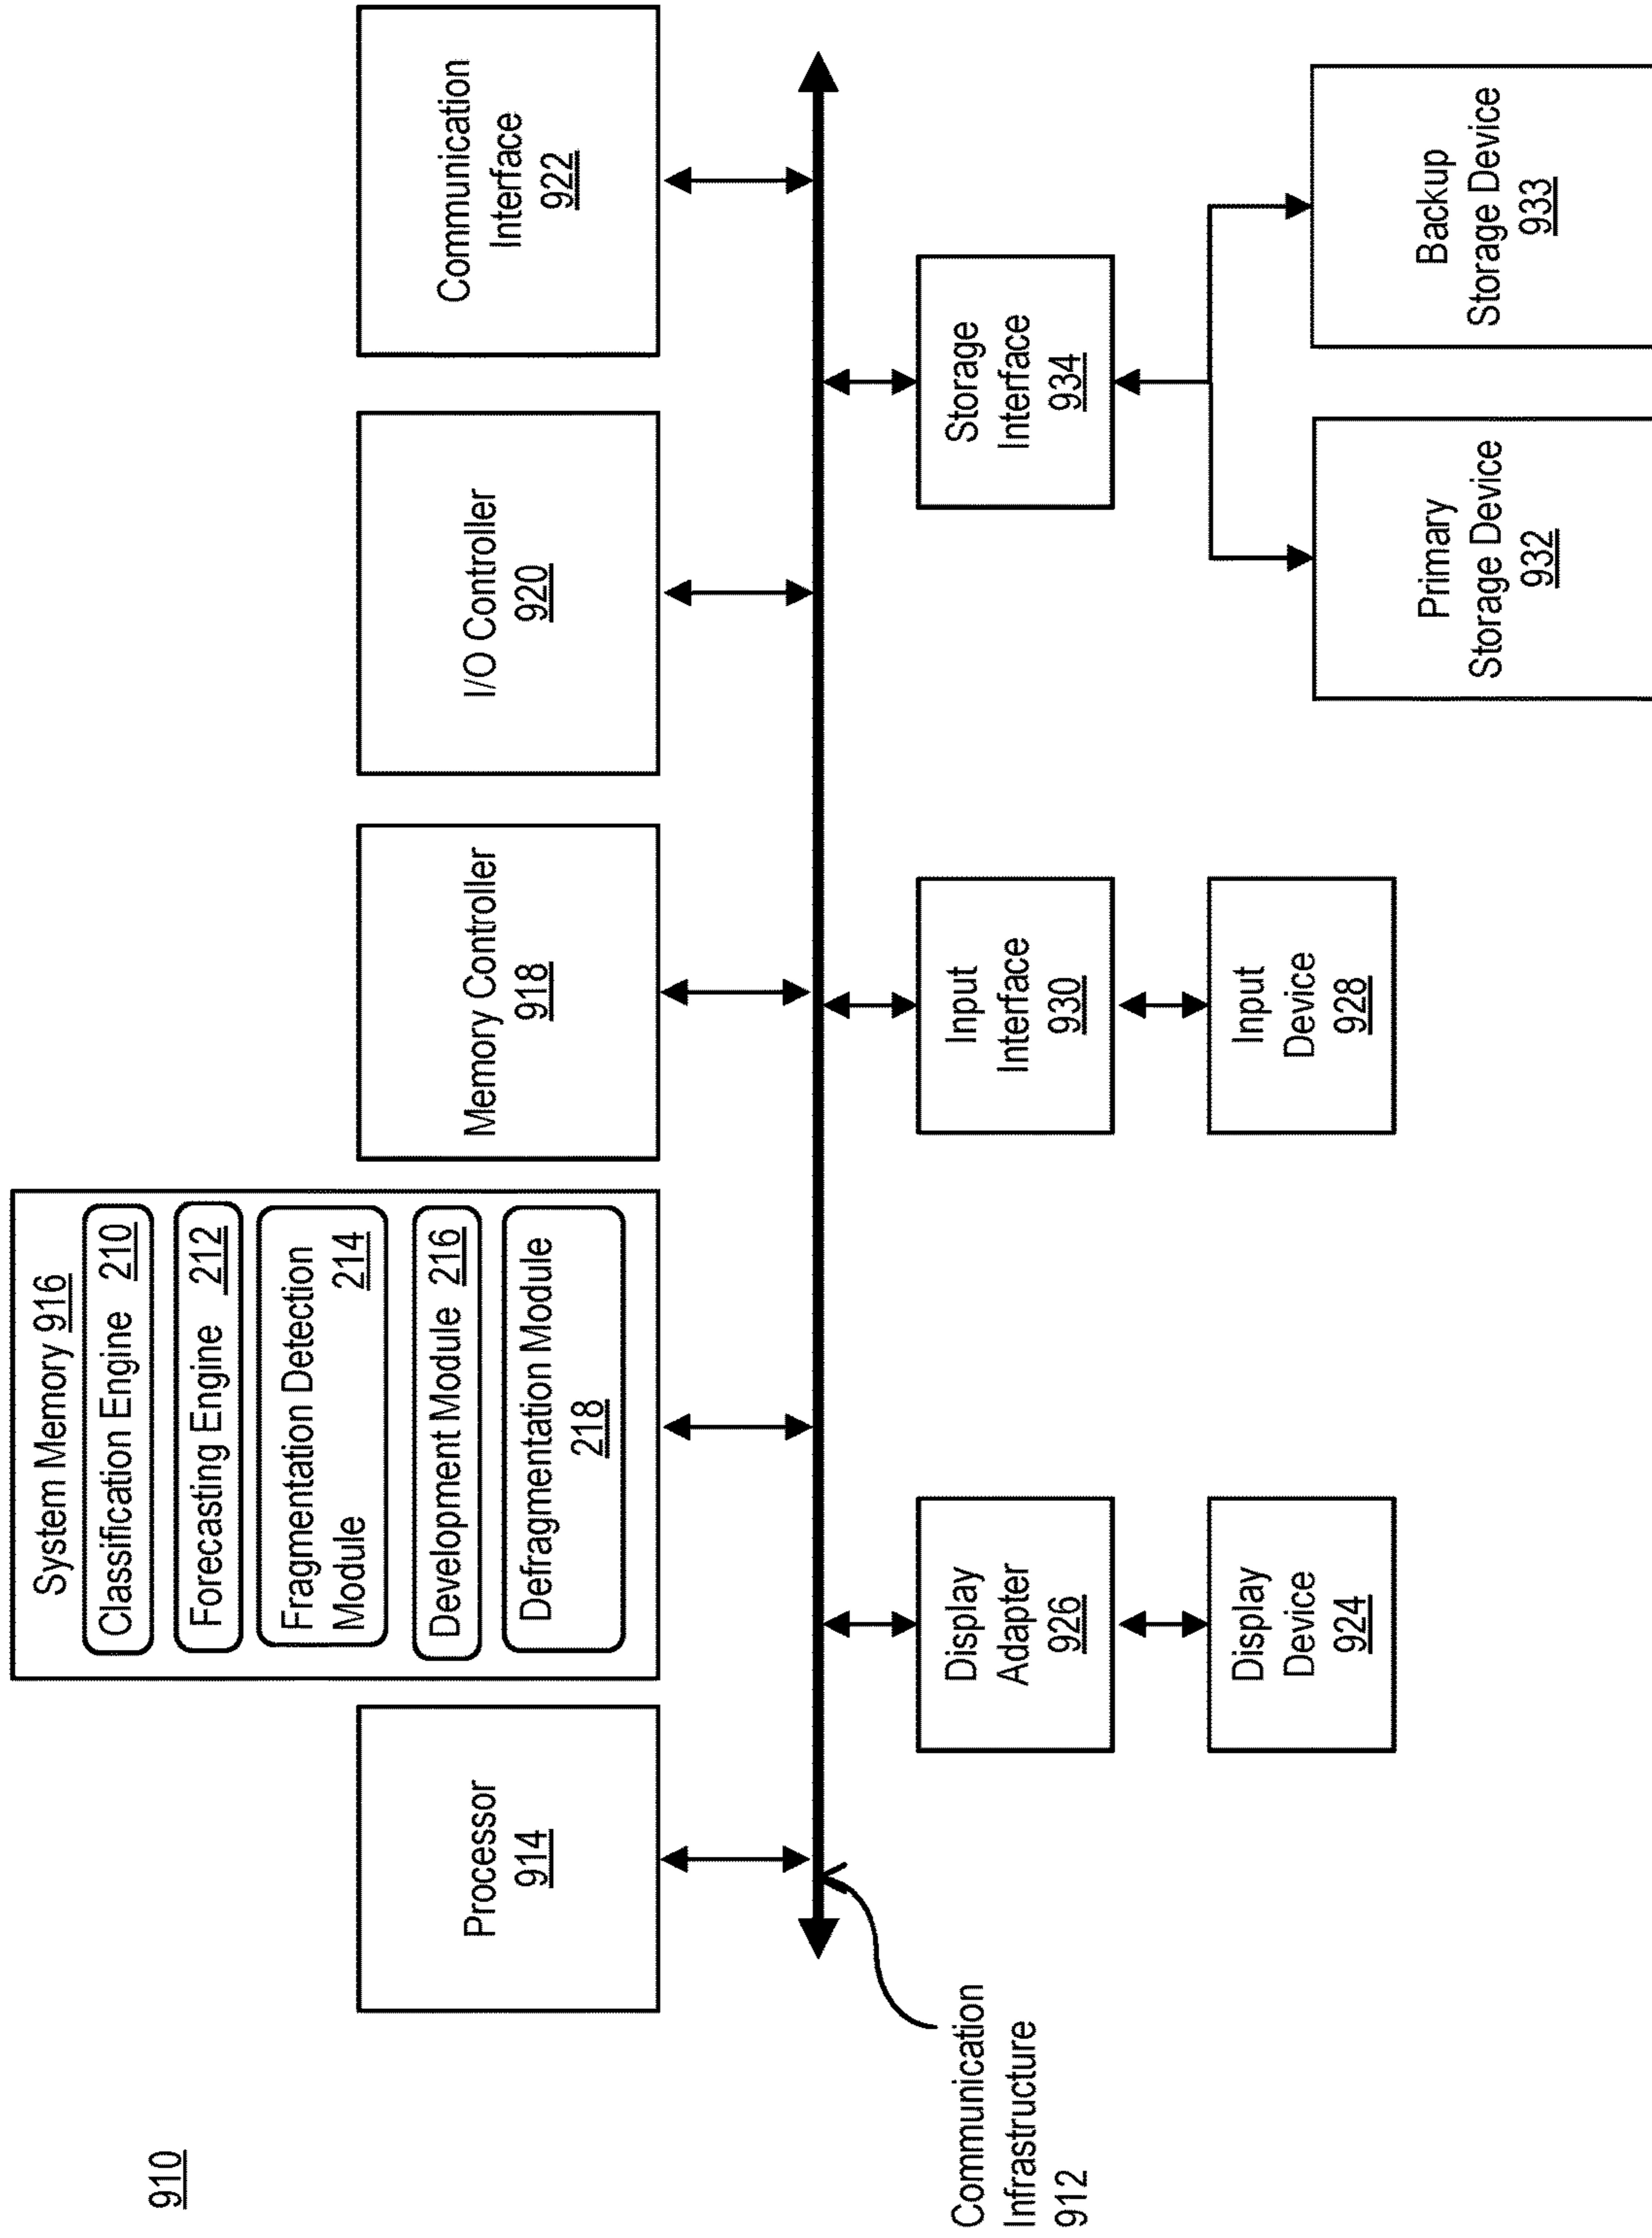 910
System Memory 916
Classification Engine 210
Forecasting Engine 212
Fragmentation Detection
Module 214
Development Module 216
Defragmentation Module
218
Processor
914
Memory Controller
918
I/O Controller
920
Communication
Interface
922
Communication
Infrastructure
912
Display
Adapter
926
Input
Interface
930
Storage
Interface
934
Display
Device
924
Input
Device
928
Primary
Storage Device
932
Backup
Storage Device
933